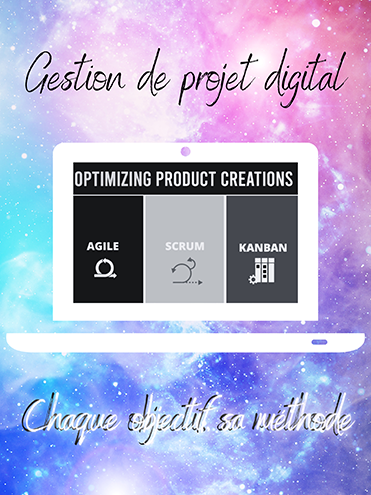 Gestion de projet digital
OPTIMIZING PRODUCT CREATIONS
AGILE
SCRUM
KANBAN
Chaque objectif, sa méthode